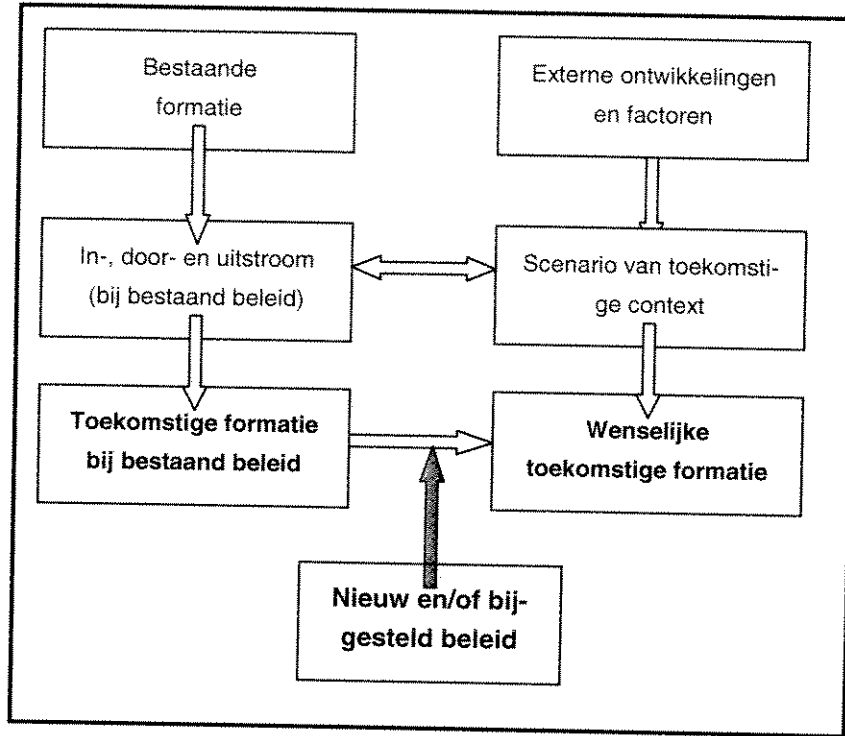 Bestaande
formatie
Externe ontwikkelingen
en factoren
In-, door- en uitstroom
(bij bestaand beleid)
Scenario van toekomsti-
ge context
Toekomstige formatie
bij bestaand beleid
Wenselijke
toekomstige formatie
Nieuw en/of bij-
gesteld beleid